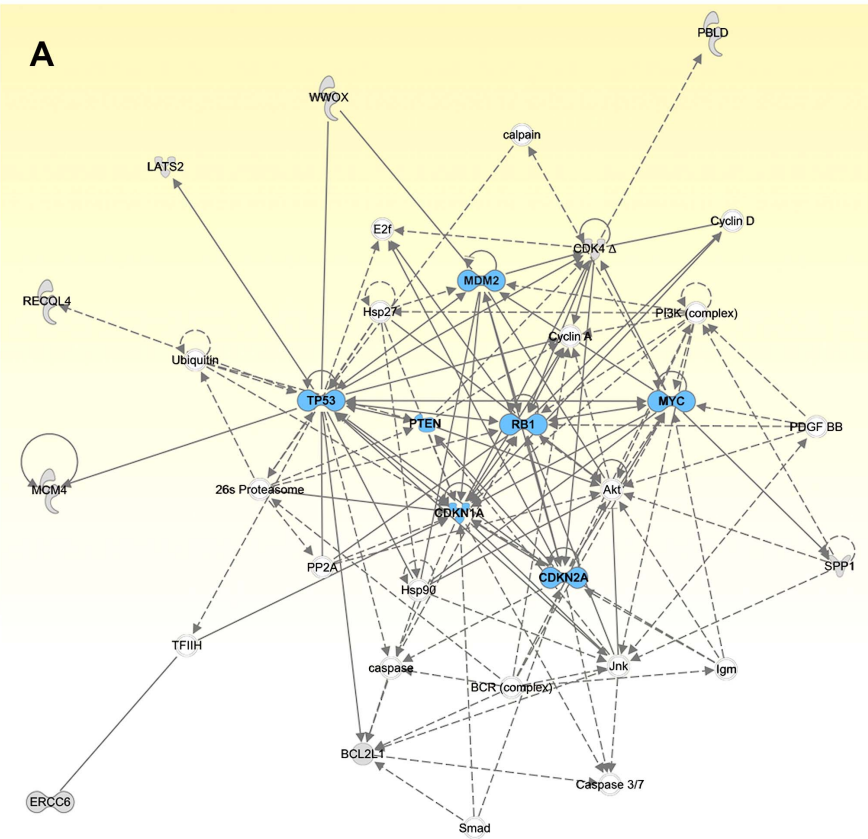 PBLD
A
WWOX
calpain
LATS2
Cyclin D
E2f
CDK4 Δ
MDM2
RECQL4
Hsp27
PI3K (complex)
Cyclin A
Ubiquitin
TP53
MYC
PTEN
RB1
PDGF BB
MCM4
26s Proteasome
Akt
CDKN1A
PP2A
SPP1
CDKN2A
Hsp90
TFIIH
caspase
Jnk
Igm
BCR (complex)
BCL2L1
Caspase 3/7
ERCC6
Smad